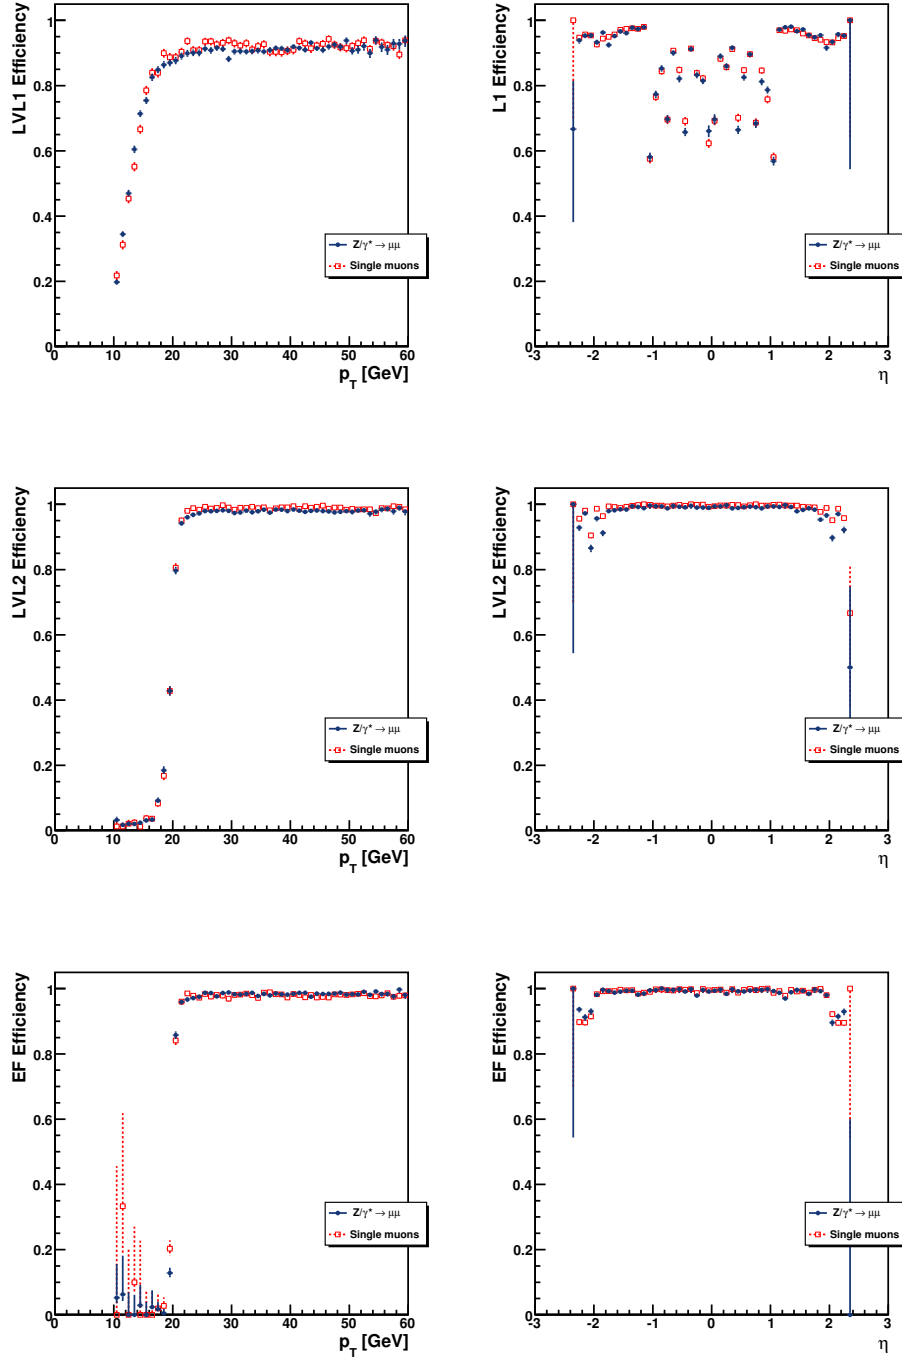 LVL1 Efficiency
1
0.8
0.6
0.4
0.2
0
0 10 20 30 40 50 60
p_T [GeV]
Z/γ* → μμ
Single muons
L1 Efficiency
1
0.8
0.6
0.4
0.2
0
-3 -2 -1 0 1 2 3
η
Z/γ* → μμ
Single muons
LVL2 Efficiency
1
0.8
0.6
0.4
0.2
0
0 10 20 30 40 50 60
p_T [GeV]
Z/γ* → μμ
Single muons
LVL2 Efficiency
1
0.8
0.6
0.4
0.2
0
-3 -2 -1 0 1 2 3
η
Z/γ* → μμ
Single muons
EF Efficiency
1
0.8
0.6
0.4
0.2
0
0 10 20 30 40 50 60
p_T [GeV]
Z/γ* → μμ
Single muons
EF Efficiency
1
0.8
0.6
0.4
0.2
0
-3 -2 -1 0 1 2 3
η
Z/γ* → μμ
Single muons